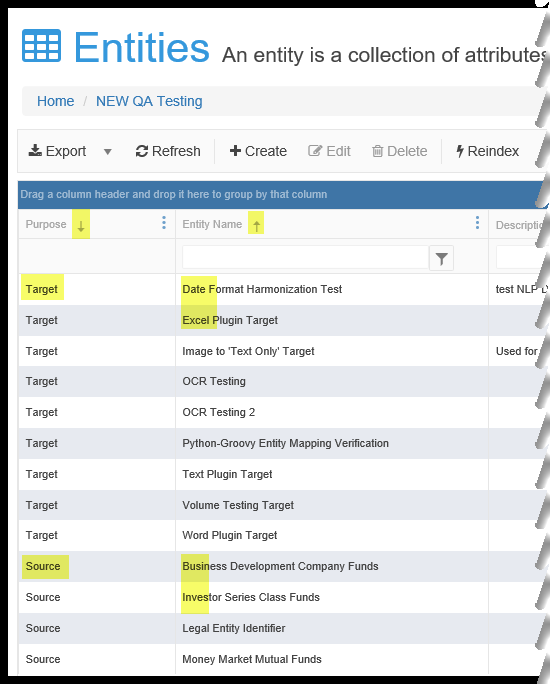 Entities An entity is a collection of attributes
Home / NEW QA Testing
Export Refresh Create Edit Delete Reindex
Drag a column header and drop it here to group by that column
Purpose ↓ Entity Name ↑
Target Date Format Harmonization Test test NLP
Target Excel Plugin Target
Target Image to 'Text Only' Target Used for
Target OCR Testing
Target OCR Testing 2
Target Python-Groovy Entity Mapping Verification
Target Text Plugin Target
Target Volume Testing Target
Target Word Plugin Target
Source Business Development Company Funds
Source Investor Series Class Funds
Source Legal Entity Identifier
Source Money Market Mutual Funds